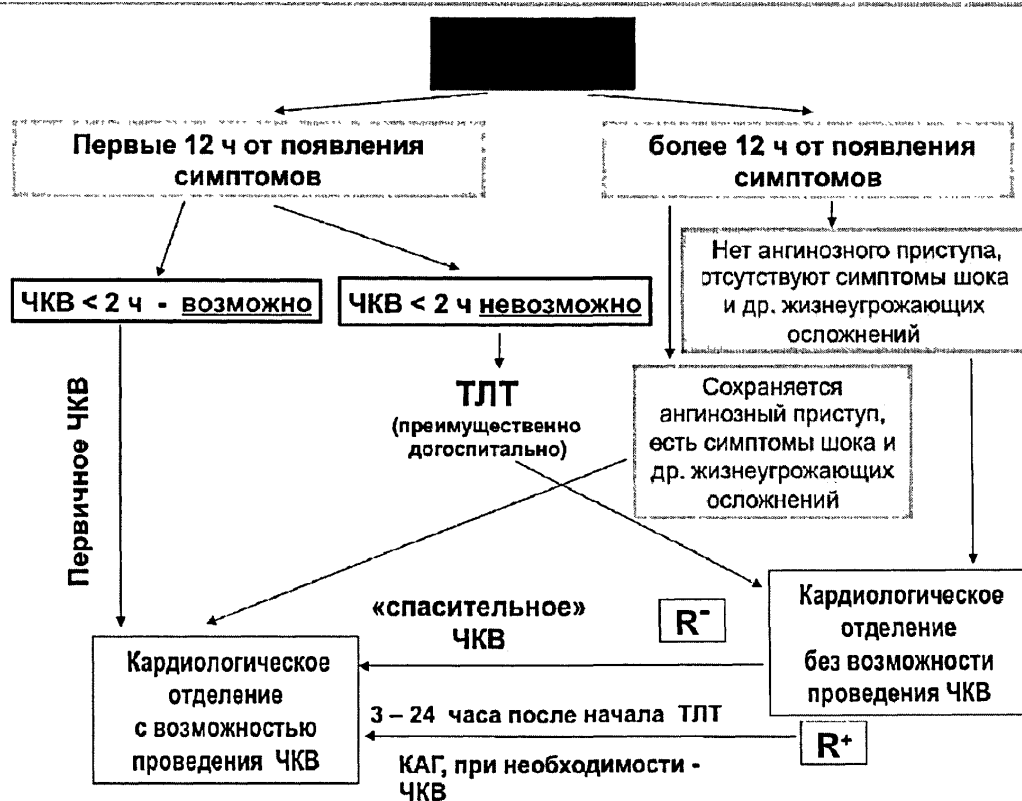 Первые 12 ч от появления
симптомов
более 12 ч от появления
симптомов
Нет ангинозного приступа,
отсутствуют симптомы шока
и др. жизнеугрожающих
осложнений
ЧКВ < 2 ч - возможно
ЧКВ < 2 ч невозможно
Первичное ЧКВ
ТЛТ
(преимущественно
догоспитально)
Сохраняется
ангинозный приступ,
есть симптомы шока и
др. жизнеугрожающих
осложнений
«спасительное»
ЧКВ
R-
Кардиологическое
отделение
без возможности
проведения ЧКВ
Кардиологическое
отделение
с возможностью
проведения ЧКВ
3 – 24 часа после начала ТЛТ
R+
КАГ, при необходимости -
ЧКВ